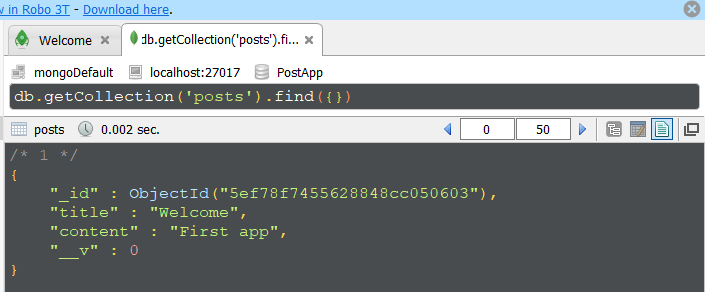 w in Robo 3T - Download here.
Welcome
db.getCollection('posts').fi...
mongoDefault localhost:27017 PostApp
db.getCollection('posts').find({})
posts 0.002 sec. 0 50
/* 1 */
{
"_id" : ObjectId("5ef78f7455628848cc050603"),
"title" : "Welcome",
"content" : "First app",
"__v" : 0
}